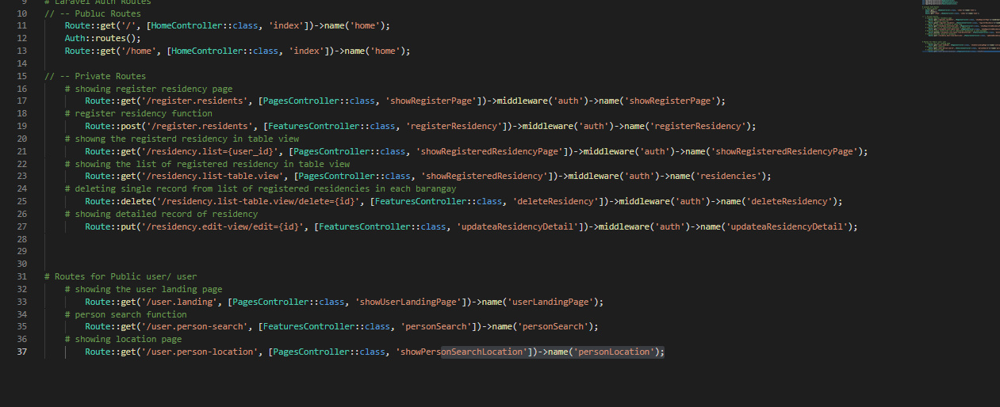 9 # Laravel Auth Routes
10 // -- Publuc Routes
11 Route::get('/', [HomeController::class, 'index'])->name('home');
12 Auth::routes();
13 Route::get('/home', [HomeController::class, 'index'])->name('home');
14
15 // -- Private Routes
16 # showing register residency page
17 Route::get('/register.residents', [PagesController::class, 'showRegisterPage'])->middleware('auth')->name('showRegisterPage');
18 # register residency function
19 Route::post('/register.residents', [FeaturesController::class, 'registerResidency'])->middleware('auth')->name('registerResidency');
20 # showng the registerd residency in table view
21 Route::get('/residency.list={user_id}', [PagesController::class, 'showRegisteredResidencyPage'])->middleware('auth')->name('showRegisteredResidencyPage');
22 # showing the list of registered residency in table view
23 Route::get('/residency.list-table.view', [PagesController::class, 'showRegisteredResidency'])->middleware('auth')->name('residencies');
24 # deleting single record from list of registered residencies in each barangay
25 Route::delete('/residency.list-table.view/delete={id}', [FeaturesController::class, 'deleteResidency'])->middleware('auth')->name('deleteResidency');
26 # showing detailed record of residency
27 Route::put('/residency.edit-view/edit={id}', [FeaturesController::class, 'updateaResidencyDetail'])->middleware('auth')->name('updateaResidencyDetail');
28
29
30
31 # Routes for Public user/ user
32 # showing the user landing page
33 Route::get('/user.landing', [PagesController::class, 'showUserLandingPage'])->name('userLandingPage');
34 # person search function
35 Route::get('/user.person-search', [FeaturesController::class, 'personSearch'])->name('personSearch');
36 # showing location page
37 Route::get('/user.person-location', [PagesController::class, 'showPersonSearchLocation'])->name('personLocation');